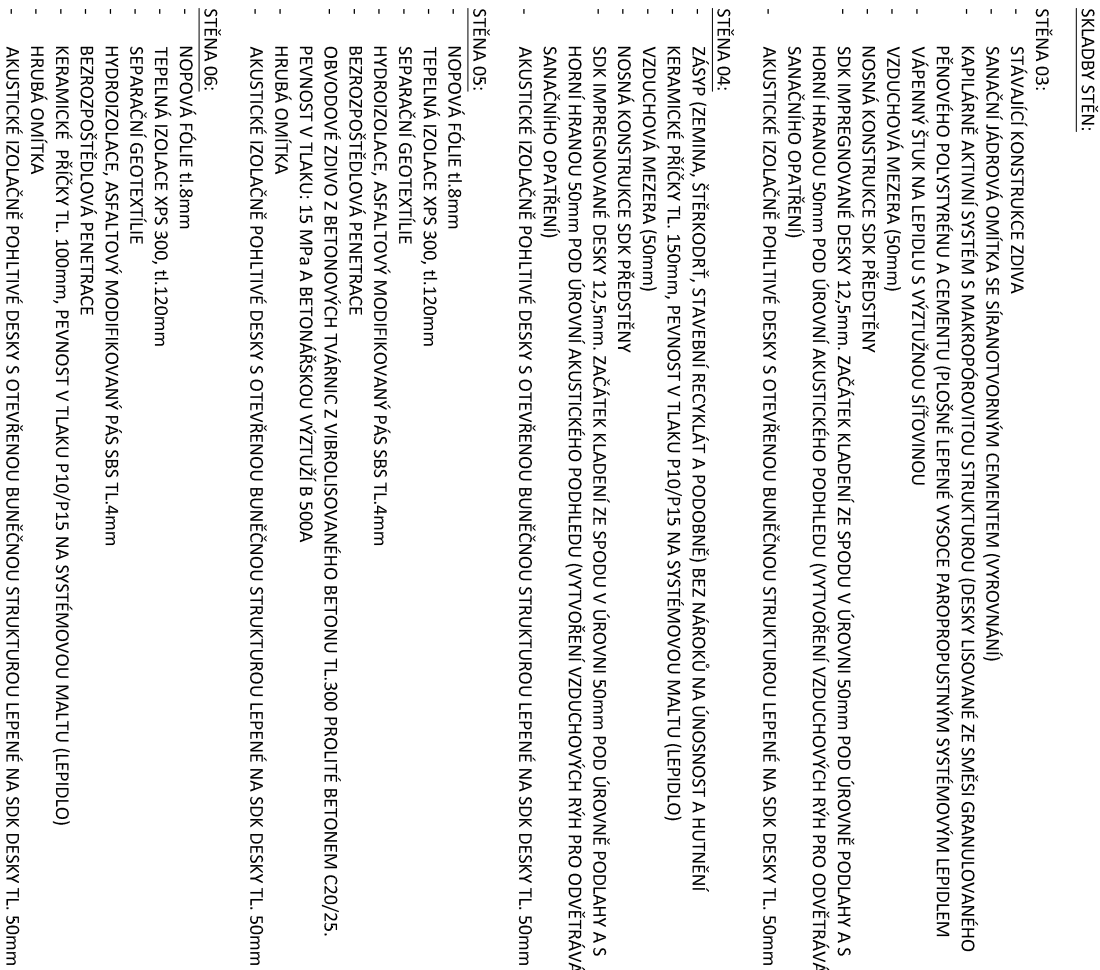 SKLADBY STĚN:
STĚNA 03:
- STÁVAJÍCÍ KONSTRUKCE ZDIVA
- SANAČNÍ JÁDROVÁ OMÍTKA SE SÍRANOTVORNÝM CEMENTEM (VYROVNÁNÍ)
- KAPILÁRNĚ AKTIVNÍ SYSTÉM S MAKROPÓROVITOU STRUKTUROU (DESKY LISOVANÉ ZE SMĚSI GRANULOVANÉHO
PĚNOVÉHO POLYSTYRÉNU A CEMENTU (PLOŠNĚ LEPENÉ VYSOCE PAROPROPUSTNÝM SYSTÉMOVÝM LEPIDLEM
- VÁPENNÝ ŠTUK NA LEPIDLU S VÝZTUŽNOU SÍŤOVINOU
- VZDUCHOVÁ MEZERA (50mm)
- NOSNÁ KONSTRUKCE SDK PŘEDSTĚNY
- SDK IMPREGNOVANÉ DESKY 12,5mm. ZAČÁTEK KLADENÍ ZE SPODU V ÚROVNI 50mm POD ÚROVNĚ PODLAHY A S
HORNÍ HRANOU 50mm POD ÚROVNÍ AKUSTICKÉHO PODHLEDU (VYTVOŘENÍ VZDUCHOVÝCH RÝH PRO ODVĚTRÁVÁ
SANAČNÍHO OPATŘENÍ)
- AKUSTICKÉ IZOLAČNĚ POHLTIVÉ DESKY S OTEVŘENOU BUNĚČNOU STRUKTUROU LEPENÉ NA SDK DESKY TL. 50mm
STĚNA 04:
- ZÁSYP (ZEMINA, ŠTĚRKODRŤ, STAVEBNÍ RECYKLÁT A PODOBNĚ) BEZ NÁROKŮ NA ÚNOSNOST A HUTNĚNÍ
- KERAMICKÉ PŘÍČKY TL. 150mm, PEVNOST V TLAKU P10/P15 NA SYSTÉMOVOU MALTU (LEPIDLO)
- VZDUCHOVÁ MEZERA (50mm)
- NOSNÁ KONSTRUKCE SDK PŘEDSTĚNY
- SDK IMPREGNOVANÉ DESKY 12,5mm. ZAČÁTEK KLADENÍ ZE SPODU V ÚROVNI 50mm POD ÚROVNĚ PODLAHY A S
HORNÍ HRANOU 50mm POD ÚROVNÍ AKUSTICKÉHO PODHLEDU (VYTVOŘENÍ VZDUCHOVÝCH RÝH PRO ODVĚTRÁVÁ
SANAČNÍHO OPATŘENÍ)
- AKUSTICKÉ IZOLAČNĚ POHLTIVÉ DESKY S OTEVŘENOU BUNĚČNOU STRUKTUROU LEPENÉ NA SDK DESKY TL. 50mm
STĚNA 05:
- NOPOVÁ FÓLIE tl.8mm
- TEPELNÁ IZOLACE XPS 300, tl.120mm
- SEPARAČNÍ GEOTEXTÍLIE
- HYDROIZOLACE, ASFALTOVÝ MODIFIKOVANÝ PÁS SBS TL.4mm
- BEZROZPOŠTĚDLOVÁ PENETRACE
- OBVODOVÉ ZDIVO Z BETONOVÝCH TVÁRNIC Z VIBROLISOVANÉHO BETONU TL.300 PROLITÉ BETONEM C20/25.
PEVNOST V TLAKU: 15 MPa A BETONÁŘSKOU VÝZTUŽÍ B 500A
- HRUBÁ OMÍTKA
- AKUSTICKÉ IZOLAČNĚ POHLTIVÉ DESKY S OTEVŘENOU BUNĚČNOU STRUKTUROU LEPENÉ NA SDK DESKY TL. 50mm
STĚNA 06:
- NOPOVÁ FÓLIE tl.8mm
- TEPELNÁ IZOLACE XPS 300, tl.120mm
- SEPARAČNÍ GEOTEXTÍLIE
- HYDROIZOLACE, ASFALTOVÝ MODIFIKOVANÝ PÁS SBS TL.4mm
- BEZROZPOŠTĚDLOVÁ PENETRACE
- KERAMICKÉ PŘÍČKY TL. 100mm, PEVNOST V TLAKU P10/P15 NA SYSTÉMOVOU MALTU (LEPIDLO)
- HRUBÁ OMÍTKA
- AKUSTICKÉ IZOLAČNĚ POHLTIVÉ DESKY S OTEVŘENOU BUNĚČNOU STRUKTUROU LEPENÉ NA SDK DESKY TL. 50mm